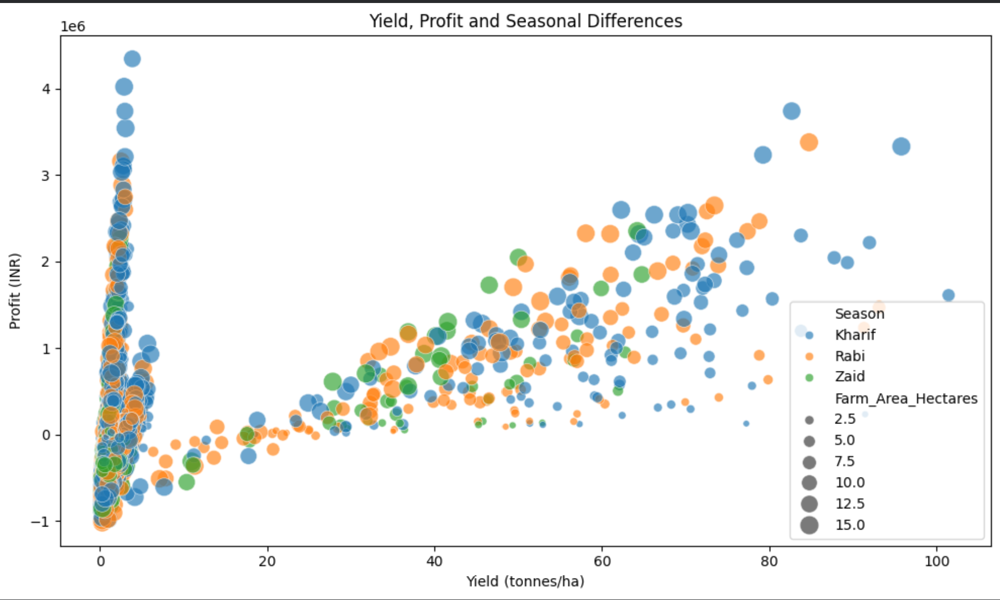 Yield, Profit and Seasonal Differences
1e6
4
3
2
1
0
−1
Profit (INR)
0 20 40 60 80 100
Yield (tonnes/ha)
Season
Kharif
Rabi
Zaid
Farm_Area_Hectares
2.5
5.0
7.5
10.0
12.5
15.0